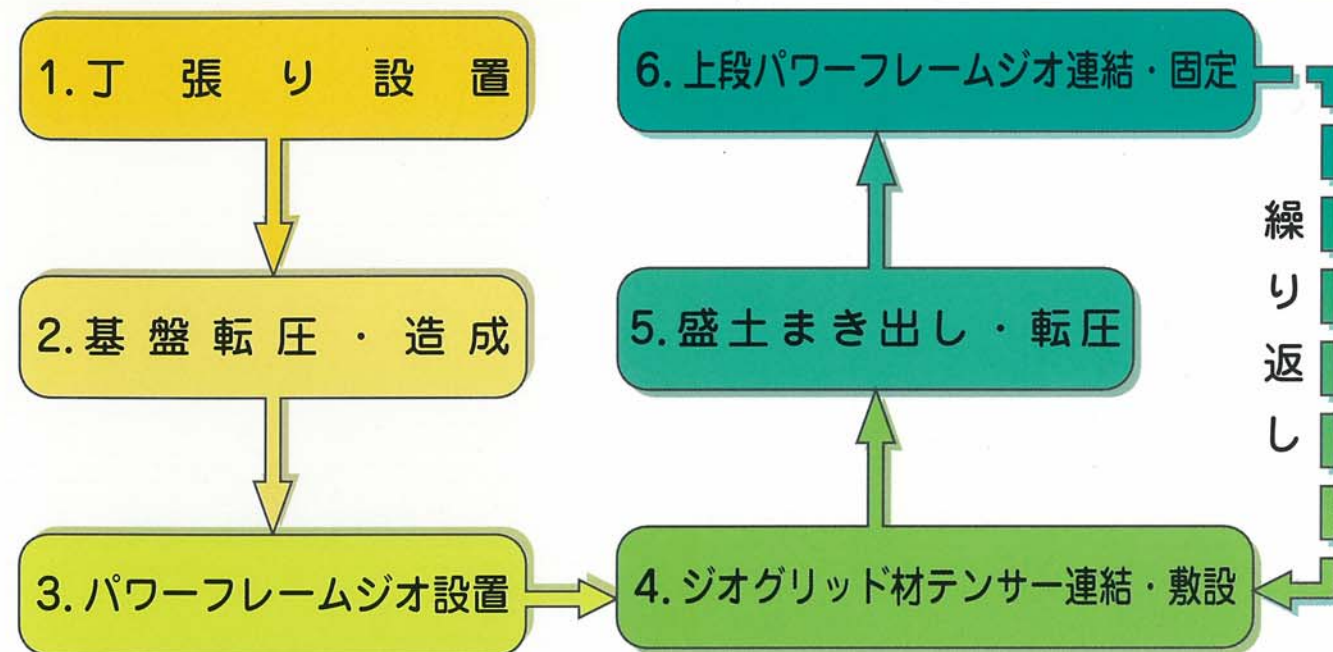 1.丁張り設置
2.基盤転圧・造成
3.パワーフレームジオ設置
4.ジオグリッド材テンサー連結・敷設
5.盛土まき出し・転圧
6.上段パワーフレームジオ連結・固定
繰り返し